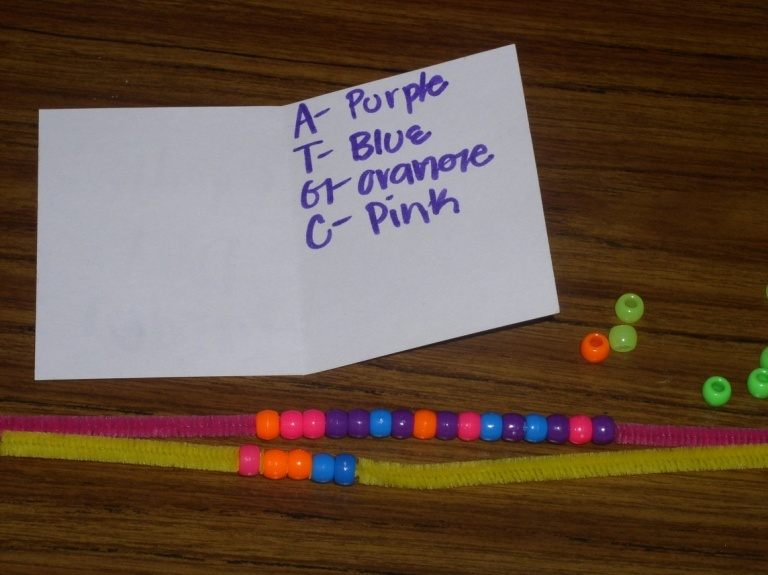 A- Purple
T- Blue
G- orange
C- Pink